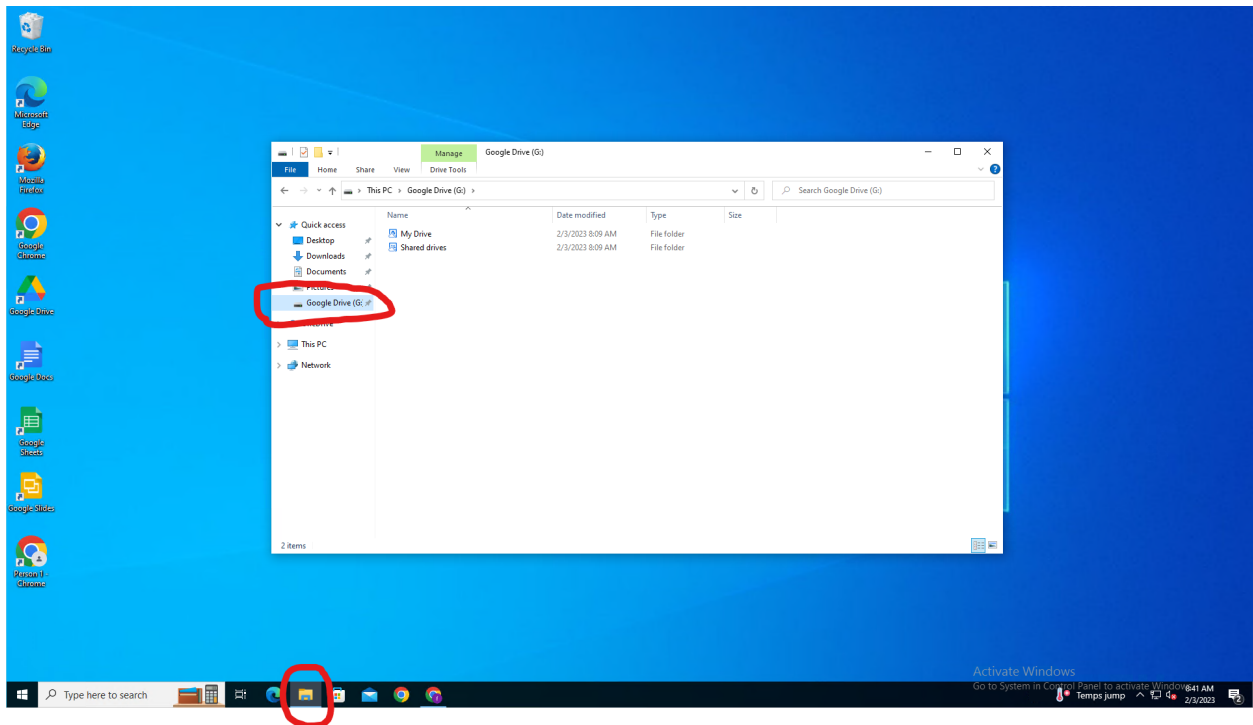 Recycle Bin
Microsoft
Edge
Mozilla
Firefox
Google
Chrome
Google Drive
Google Docs
Google
Sheets
Google Slides
Person 1 -
Chrome
Manage
Google Drive (G:)
File
Home
Share
View
Drive Tools
This PC > Google Drive (G:) >
Search Google Drive (G:)
Name
Date modified
Type
Size
My Drive
2/3/2023 8:09 AM
File folder
Shared drives
2/3/2023 8:09 AM
File folder
Quick access
Desktop
Downloads
Documents
Pictures
Google Drive (G:
OneDrive
This PC
Network
2 items
Activate Windows
Go to System in Control Panel to activate Windows.
Type here to search
Temps jump
8:41 AM
2/3/2023
2